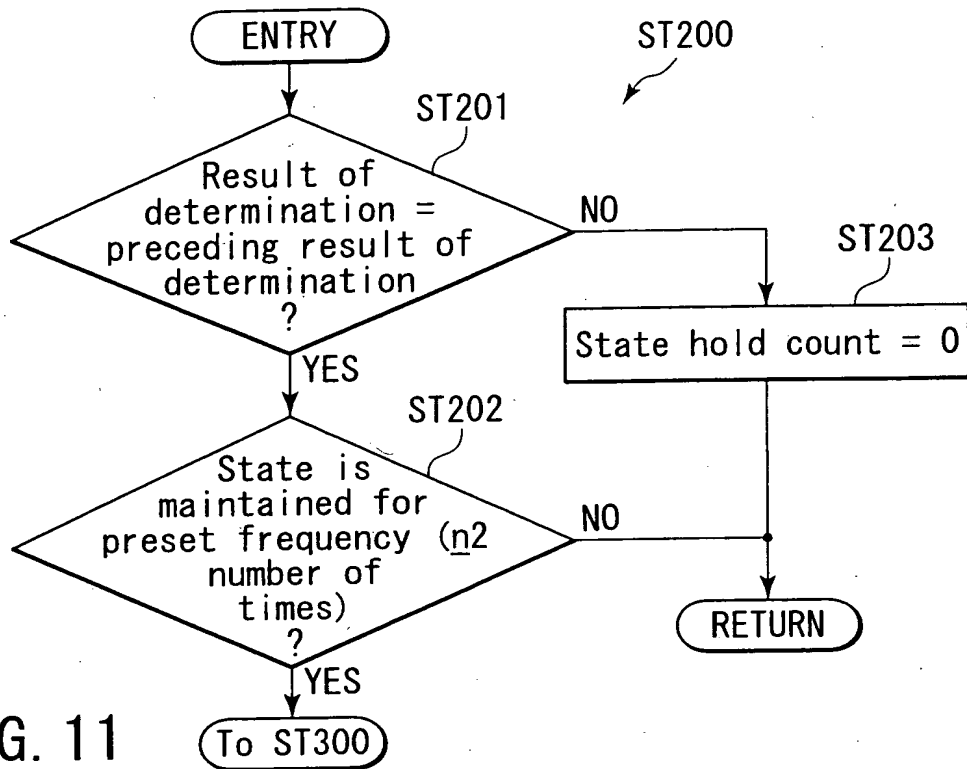 ENTRY
ST200
ST201
Result of
determination =
preceding result of
determination
?
NO
ST203
State hold count = 0
YES
ST202
State is
maintained for
preset frequency (n2
number of
times)
?
NO
RETURN
YES
G. 11
To ST300